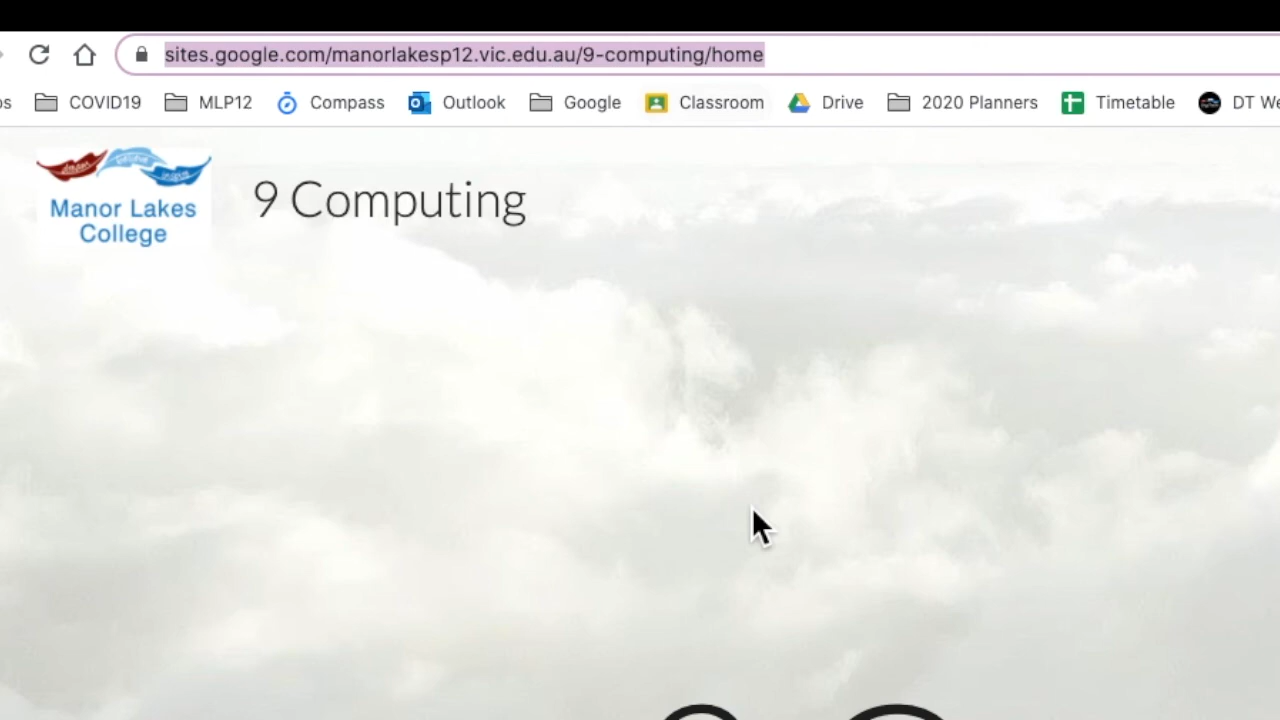 sites.google.com/manorlakesp12.vic.edu.au/9-computing/home
COVID19 MLP12 Compass Outlook Google Classroom Drive 2020 Planners Timetable DT We
Manor Lakes
College
9 Computing